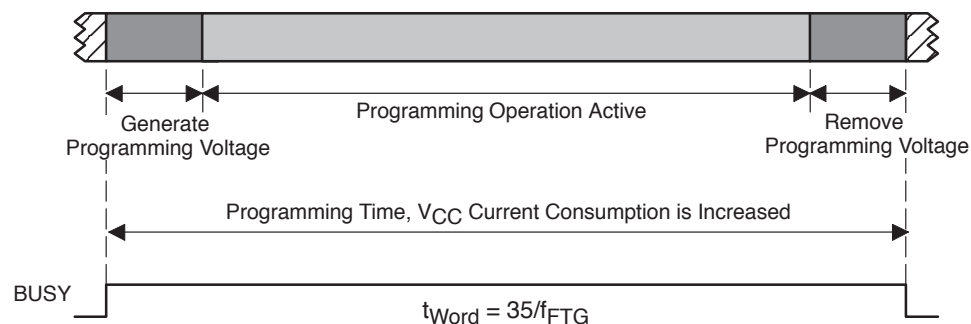 Programming Operation Active
Generate
Programming Voltage
Remove
Programming Voltage
Programming Time, VCC Current Consumption is Increased
BUSY
tWord = 35/fFTG